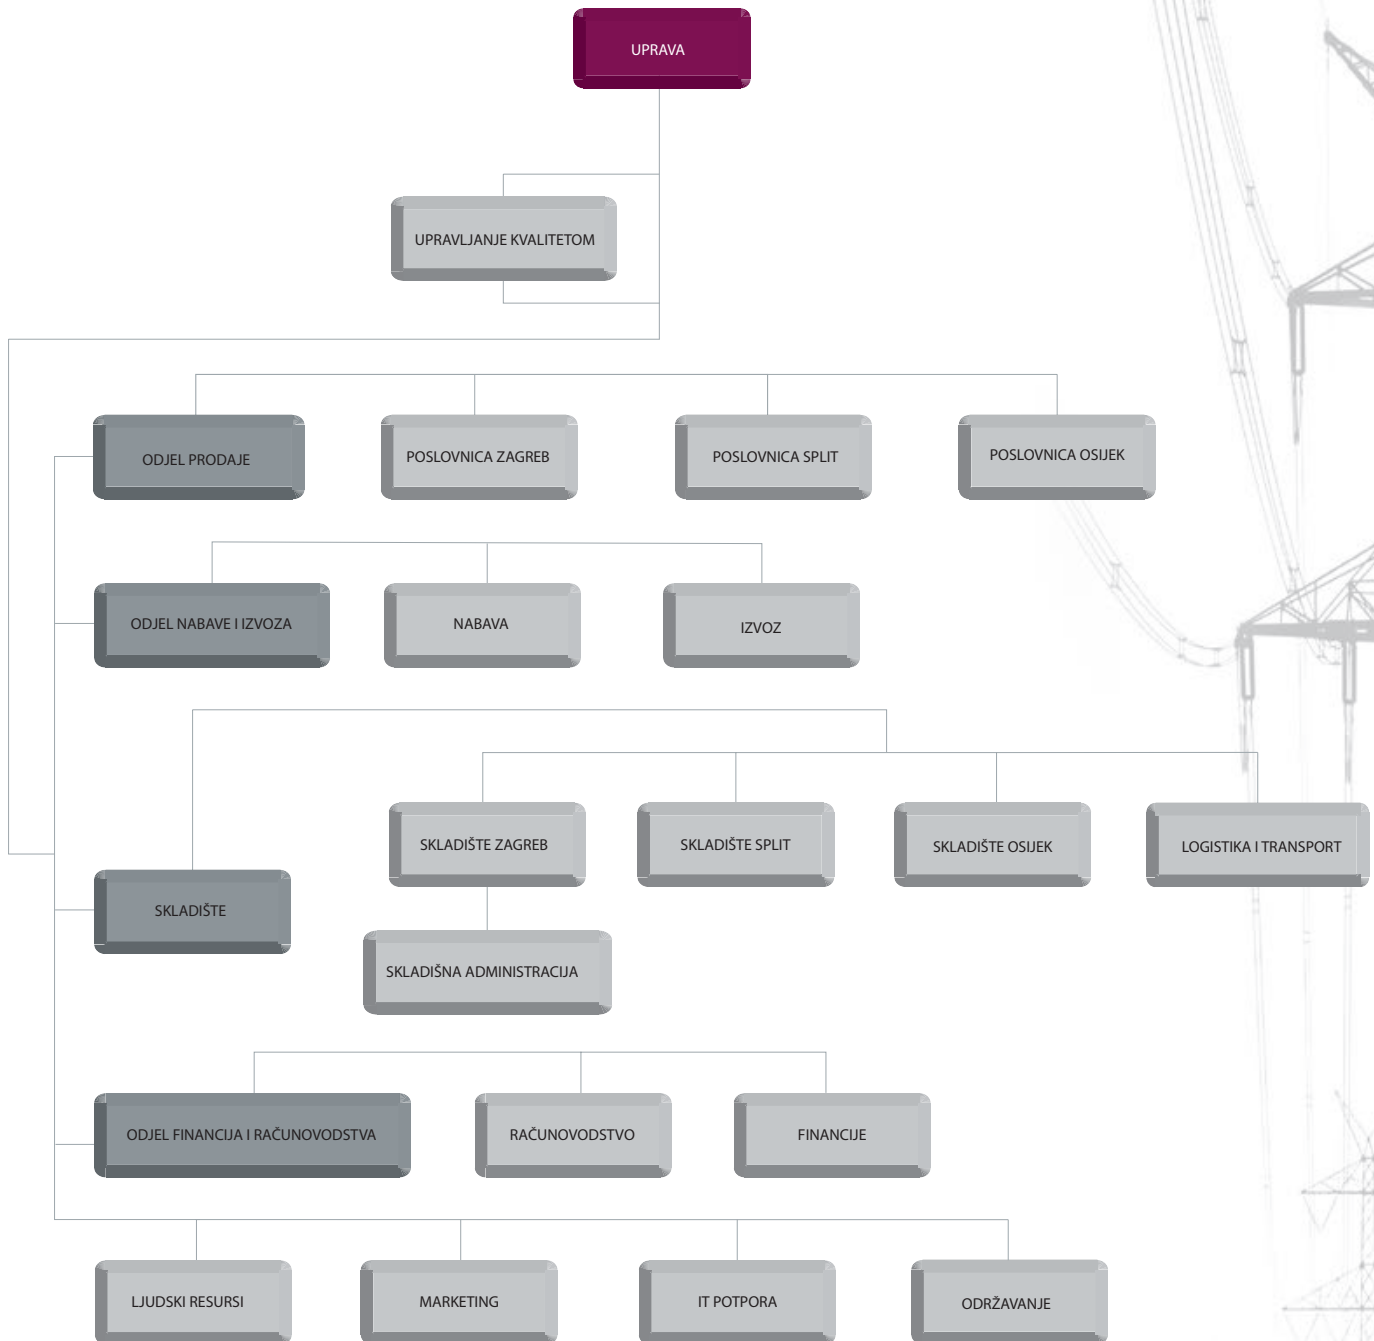 UPRAVA
UPRAVLJANJE KVALITETOM
ODJEL PRODAJE
POSLOVNICA ZAGREB
POSLOVNICA SPLIT
POSLOVNICA OSIJEK
ODJEL NABAVE I IZVOZA
NABAVA
IZVOZ
SKLADIŠTE ZAGREB
SKLADIŠTE SPLIT
SKLADIŠTE OSIJEK
LOGISTIKA I TRANSPORT
SKLADIŠTE
SKLADIŠNA ADMINISTRACIJA
ODJEL FINANCIJA I RAČUNOVODSTVA
RAČUNOVODSTVO
FINANCIJE
LJUDSKI RESURSI
MARKETING
IT POTPORA
ODRŽAVANJE